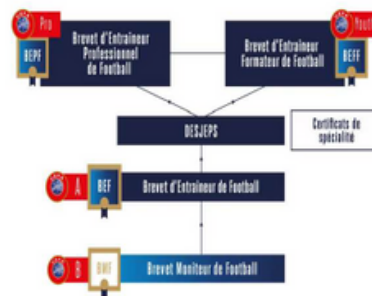 Pro
BEPF
Brevet d'Entraîneur
Professionnel
de Football
Brevet d'Entraîneur
Formateur de Football
Youth
BEFF
DESJEPS
Certificats de
spécialité
A
BEF
Brevet d'Entraîneur de Football
B
BMF
Brevet Moniteur de Football